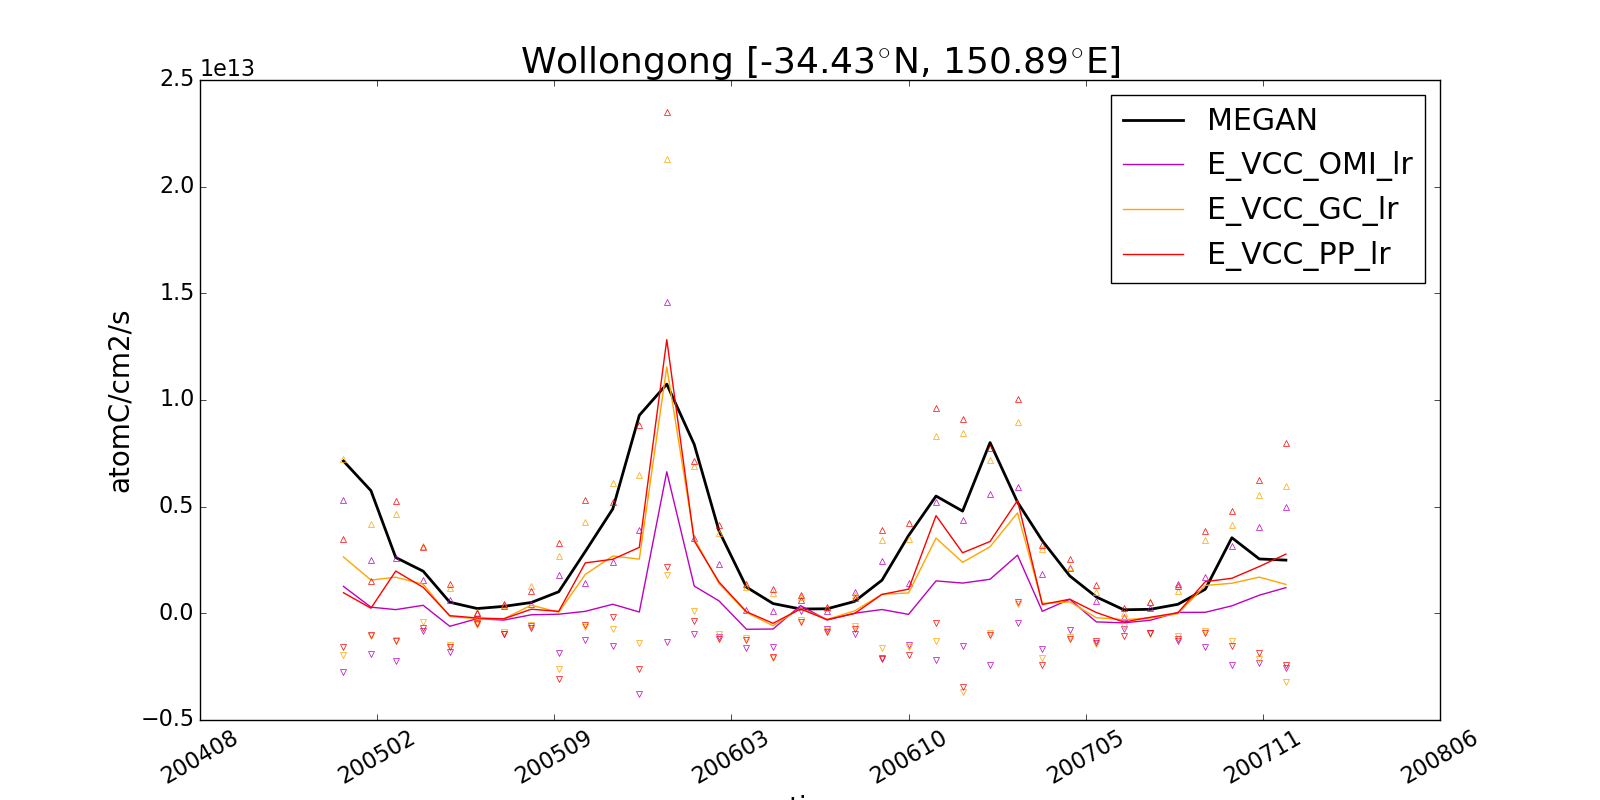 Wollongong [-34.43°N, 150.89°E]
1e13
2.5
2.0
1.5
1.0
0.5
0.0
−0.5
atomC/cm2/s
MEGAN
E_VCC_OMI_lr
E_VCC_GC_lr
E_VCC_PP_lr
200408 200502 200509 200603 200610 200705 200711 200806